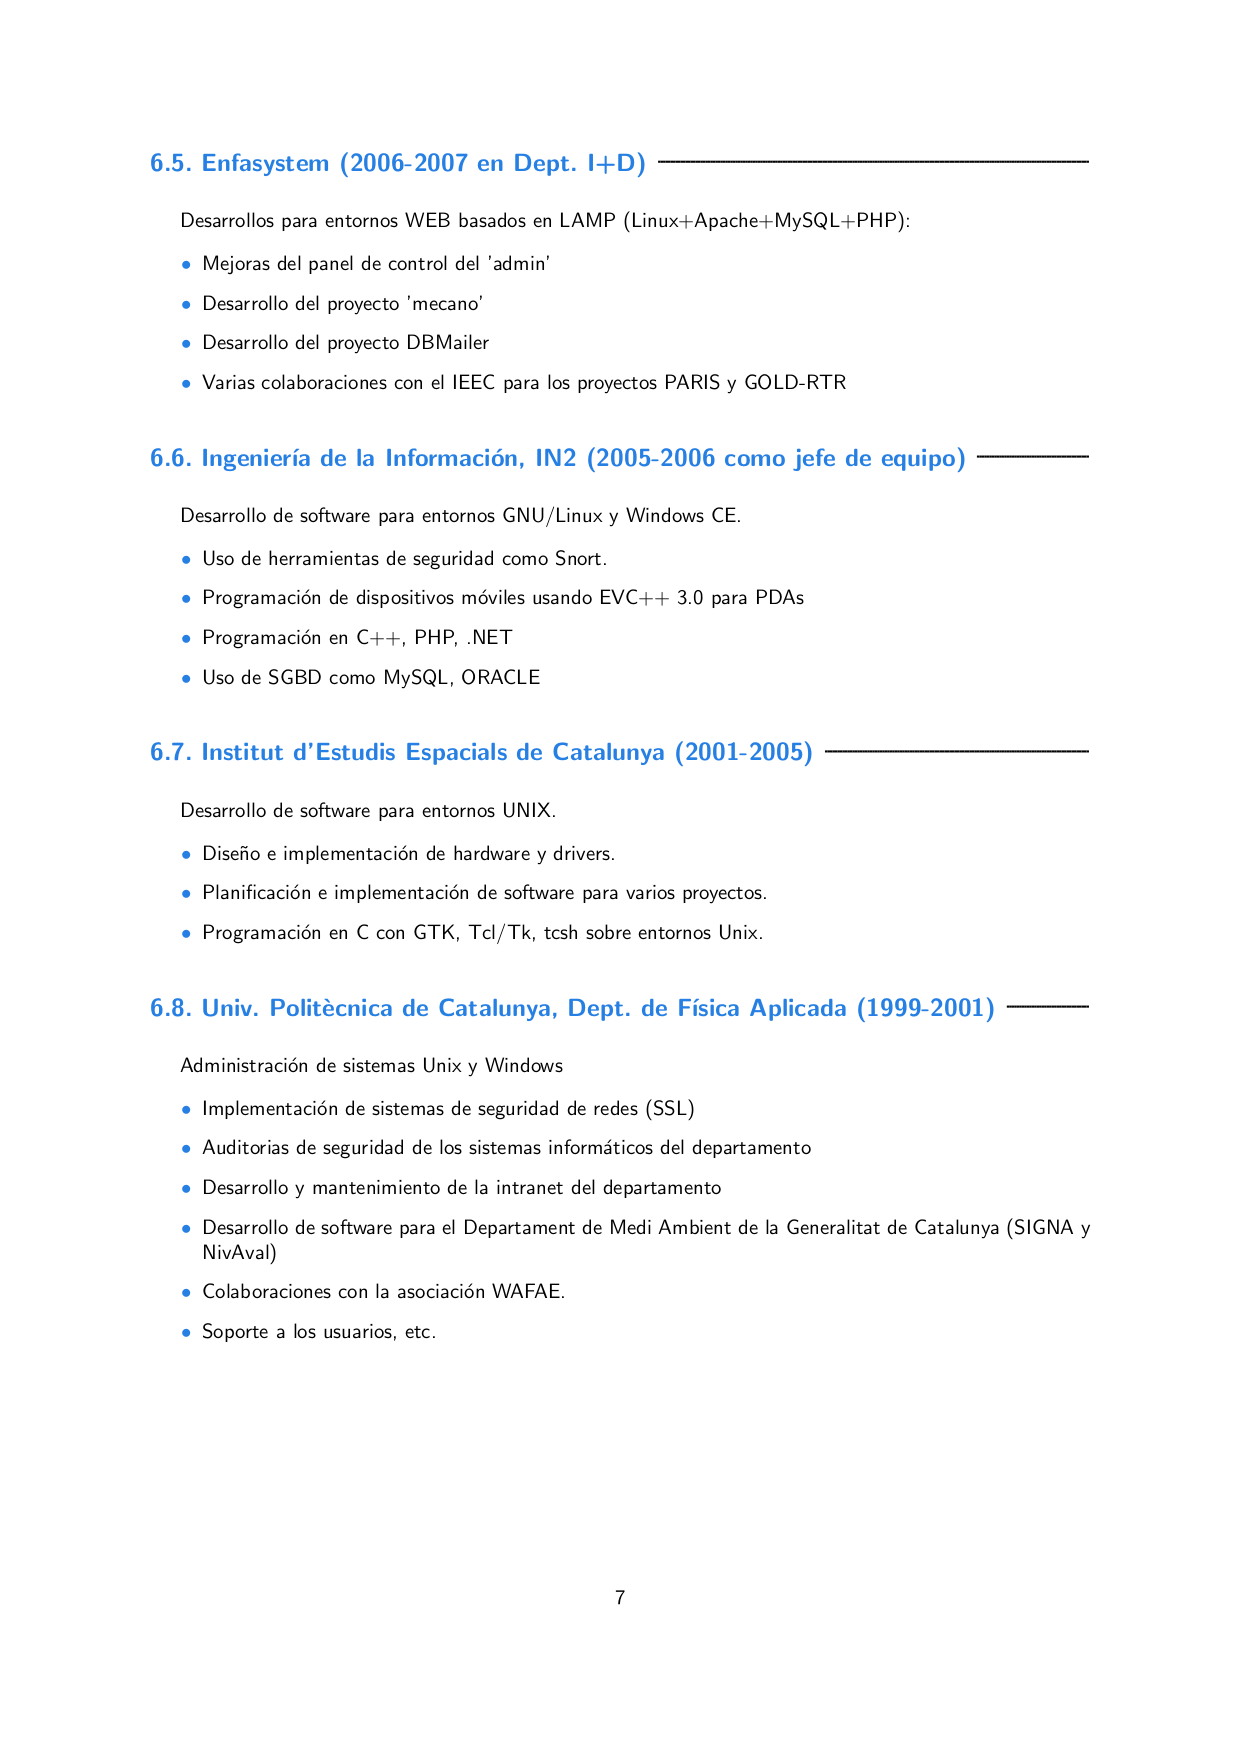 6.5. Enfasystem (2006-2007 en Dept. I+D)
Desarrollos para entornos WEB basados en LAMP (Linux+Apache+MySQL+PHP):
• Mejoras del panel de control del 'admin'
• Desarrollo del proyecto 'mecano'
• Desarrollo del proyecto DBMailer
• Varias colaboraciones con el IEEC para los proyectos PARIS y GOLD-RTR
6.6. Ingeniería de la Información, IN2 (2005-2006 como jefe de equipo)
Desarrollo de software para entornos GNU/Linux y Windows CE.
• Uso de herramientas de seguridad como Snort.
• Programación de dispositivos móviles usando EVC++ 3.0 para PDAs
• Programación en C++, PHP, .NET
• Uso de SGBD como MySQL, ORACLE
6.7. Institut d'Estudis Espacials de Catalunya (2001-2005)
Desarrollo de software para entornos UNIX.
• Diseño e implementación de hardware y drivers.
• Planificación e implementación de software para varios proyectos.
• Programación en C con GTK, Tcl/Tk, tcsh sobre entornos Unix.
6.8. Univ. Politècnica de Catalunya, Dept. de Física Aplicada (1999-2001)
Administración de sistemas Unix y Windows
• Implementación de sistemas de seguridad de redes (SSL)
• Auditorias de seguridad de los sistemas informáticos del departamento
• Desarrollo y mantenimiento de la intranet del departamento
• Desarrollo de software para el Departament de Medi Ambient de la Generalitat de Catalunya (SIGNA y
NivAval)
• Colaboraciones con la asociación WAFAE.
• Soporte a los usuarios, etc.
7